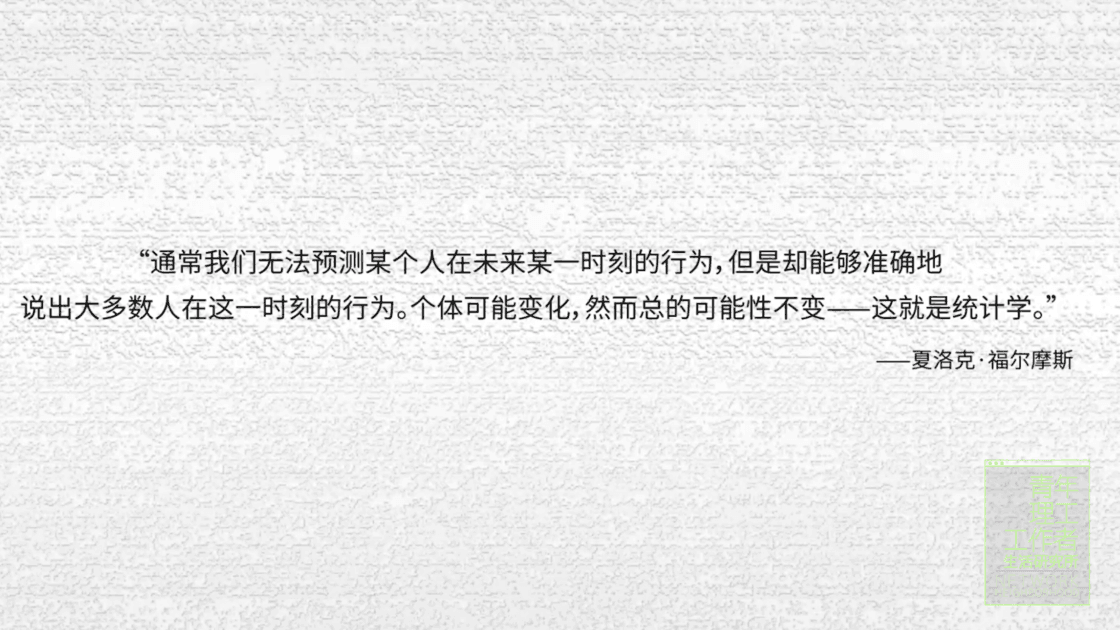 “通常我们无法预测某个人在未来某一时刻的行为，但是却能够准确地
说出大多数人在这一时刻的行为。个体可能变化，然而总的可能性不变——这就是统计学。”
——夏洛克·福尔摩斯